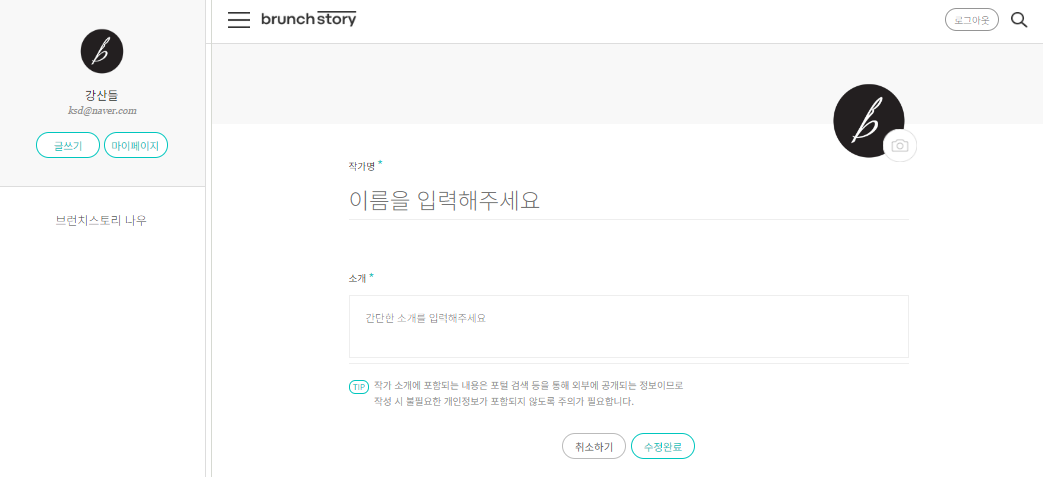 b
강산들
ksd@naver.com
글쓰기 마이페이지
브런치스토리 나우
brunch story
로그아웃
b
작가명 *
이름을 입력해주세요
소개 *
간단한 소개를 입력해주세요
TIP 작가 소개에 포함되는 내용은 포털 검색 등을 통해 외부에 공개되는 정보이므로
작성 시 불필요한 개인정보가 포함되지 않도록 주의가 필요합니다.
취소하기 수정완료